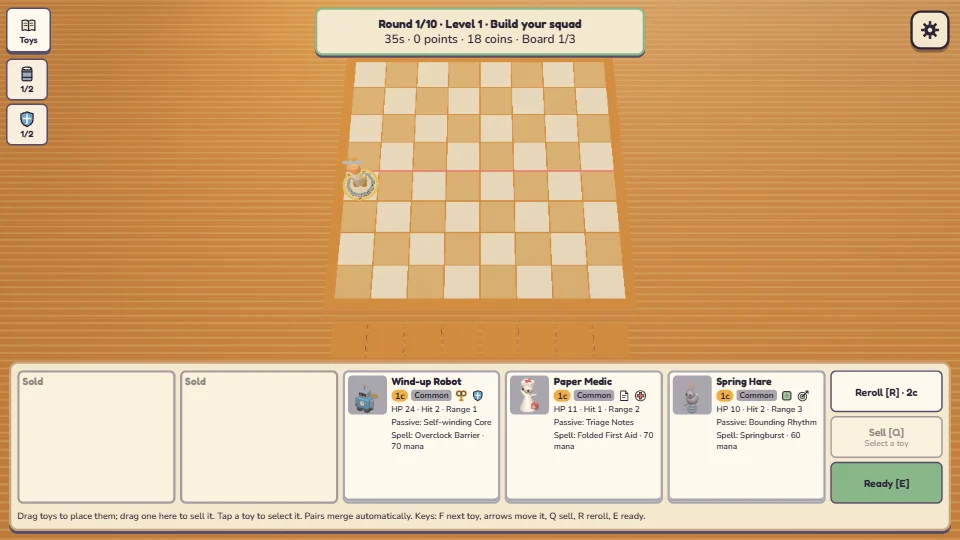 Toys
1/2
1/2
Round 1/10 · Level 1 · Build your squad
35s · 0 points · 18 coins · Board 1/3
Sold
Sold
Wind-up Robot
1c Common
HP 24 · Hit 2 · Range 1
Passive: Self-winding Core
Spell: Overclock Barrier ·
70 mana
Paper Medic
1c Common
HP 11 · Hit 1 · Range 2
Passive: Triage Notes
Spell: Folded First Aid · 70
mana
Spring Hare
1c Common
HP 10 · Hit 2 · Range 3
Passive: Bounding Rhythm
Spell: Springburst · 60
mana
Reroll [R] · 2c
Sell [Q]
Select a toy
Ready [E]
Drag toys to place them; drag one here to sell it. Tap a toy to select it. Pairs merge automatically. Keys: F next toy, arrows move it, Q sell, R reroll, E ready.